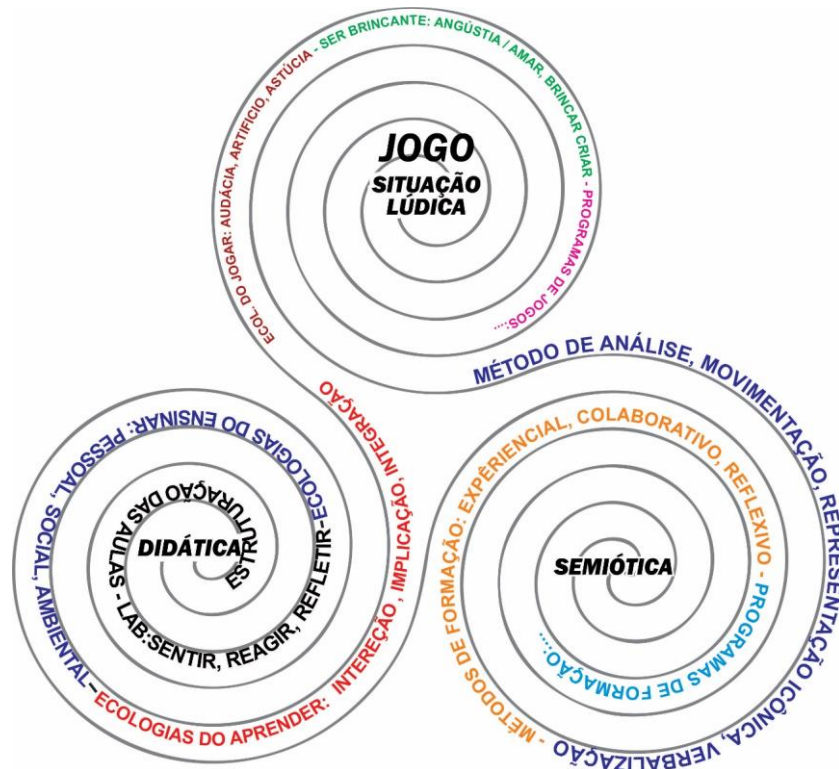 ECOL. DO JOGAR: AUDÁCIA, ARTIFICIO, ASTÚCIA - SER BRINCANTE: ANGÚSTIA / AMAR, BRINCAR CRIAR - PROGRAMAS DE JOGOS:....
JOGO
SITUAÇÃO
LÚDICA
MÉTODO DE ANÁLISE, MOVIMENTAÇÃO, REPRESENTAÇÃO ICÔNICA, VERBALIZAÇÃO - MÉTODOS DE FORMAÇÃO: EXPÊRIENCIAL, COLABORATIVO, REFLEXIVO - PROGRAMAS DE FORMAÇÃO:.....
SEMIÓTICA
DIDÁTICA
ESTRUTURAÇÃO DAS AULAS - LAB:SENTIR, REAGIR, REFLETIR-ECOLOGIAS DO ENSINAR: PESSOAL, SOCIAL, AMBIENTAL-ECOLOGIAS DO APRENDER: INTEREÇÃO , IMPLICAÇÃO, INTEGRAÇÃO